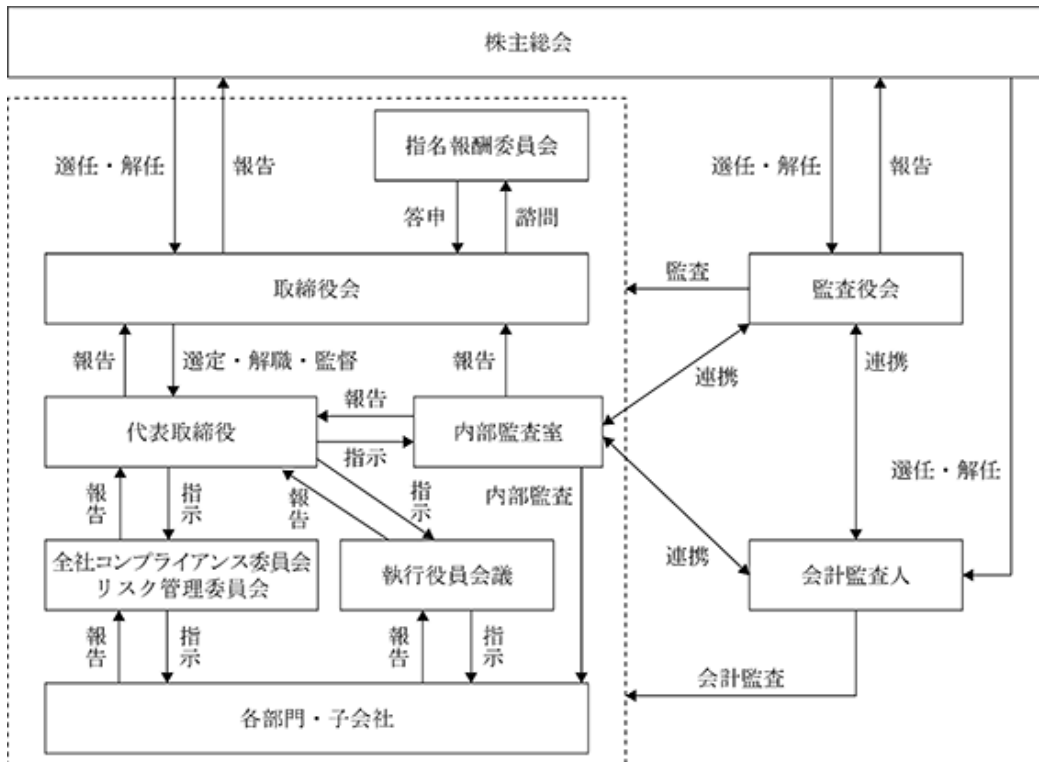 株主総会
選任・解任
報告
指名報酬委員会
選任・解任
報告
答申
諮問
取締役会
監査
監査役会
報告
選定・解職・監督
報告
連携
連携
代表取締役
報告
指示
内部監査室
選任・解任
報告
指示
報告
指示
内部監査
全社コンプライアンス委員会
リスク管理委員会
執行役員会議
連携
会計監査人
報告
指示
報告
指示
会計監査
各部門・子会社